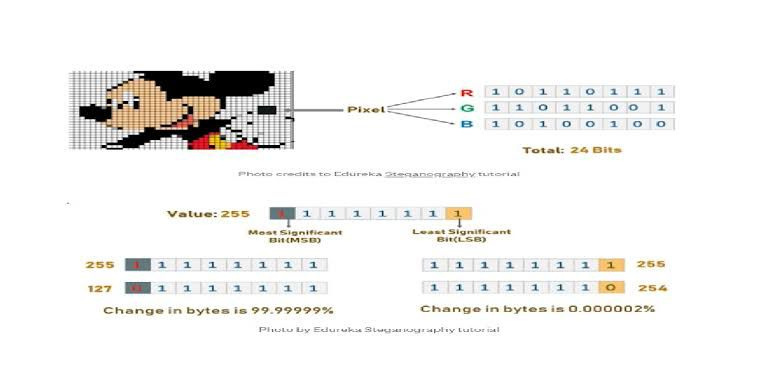 R 1 0 1 1 0 1 1 1
Pixel G 1 1 0 1 1 0 0 1
B 1 0 1 0 0 1 0 0
Total: 24 Bits
Photo credits to Edureka Steganography tutorial
Value: 255 1 1 1 1 1 1 1 1
Most Significant Bit(MSB)
Least Significant Bit(LSB)
255 1 1 1 1 1 1 1 1
127 0 1 1 1 1 1 1 1
Change in bytes is 99.99999%
1 1 1 1 1 1 1 1 255
1 1 1 1 1 1 1 0 254
Change in bytes is 0.000002%
Photo by Edureka Steganography tutorial